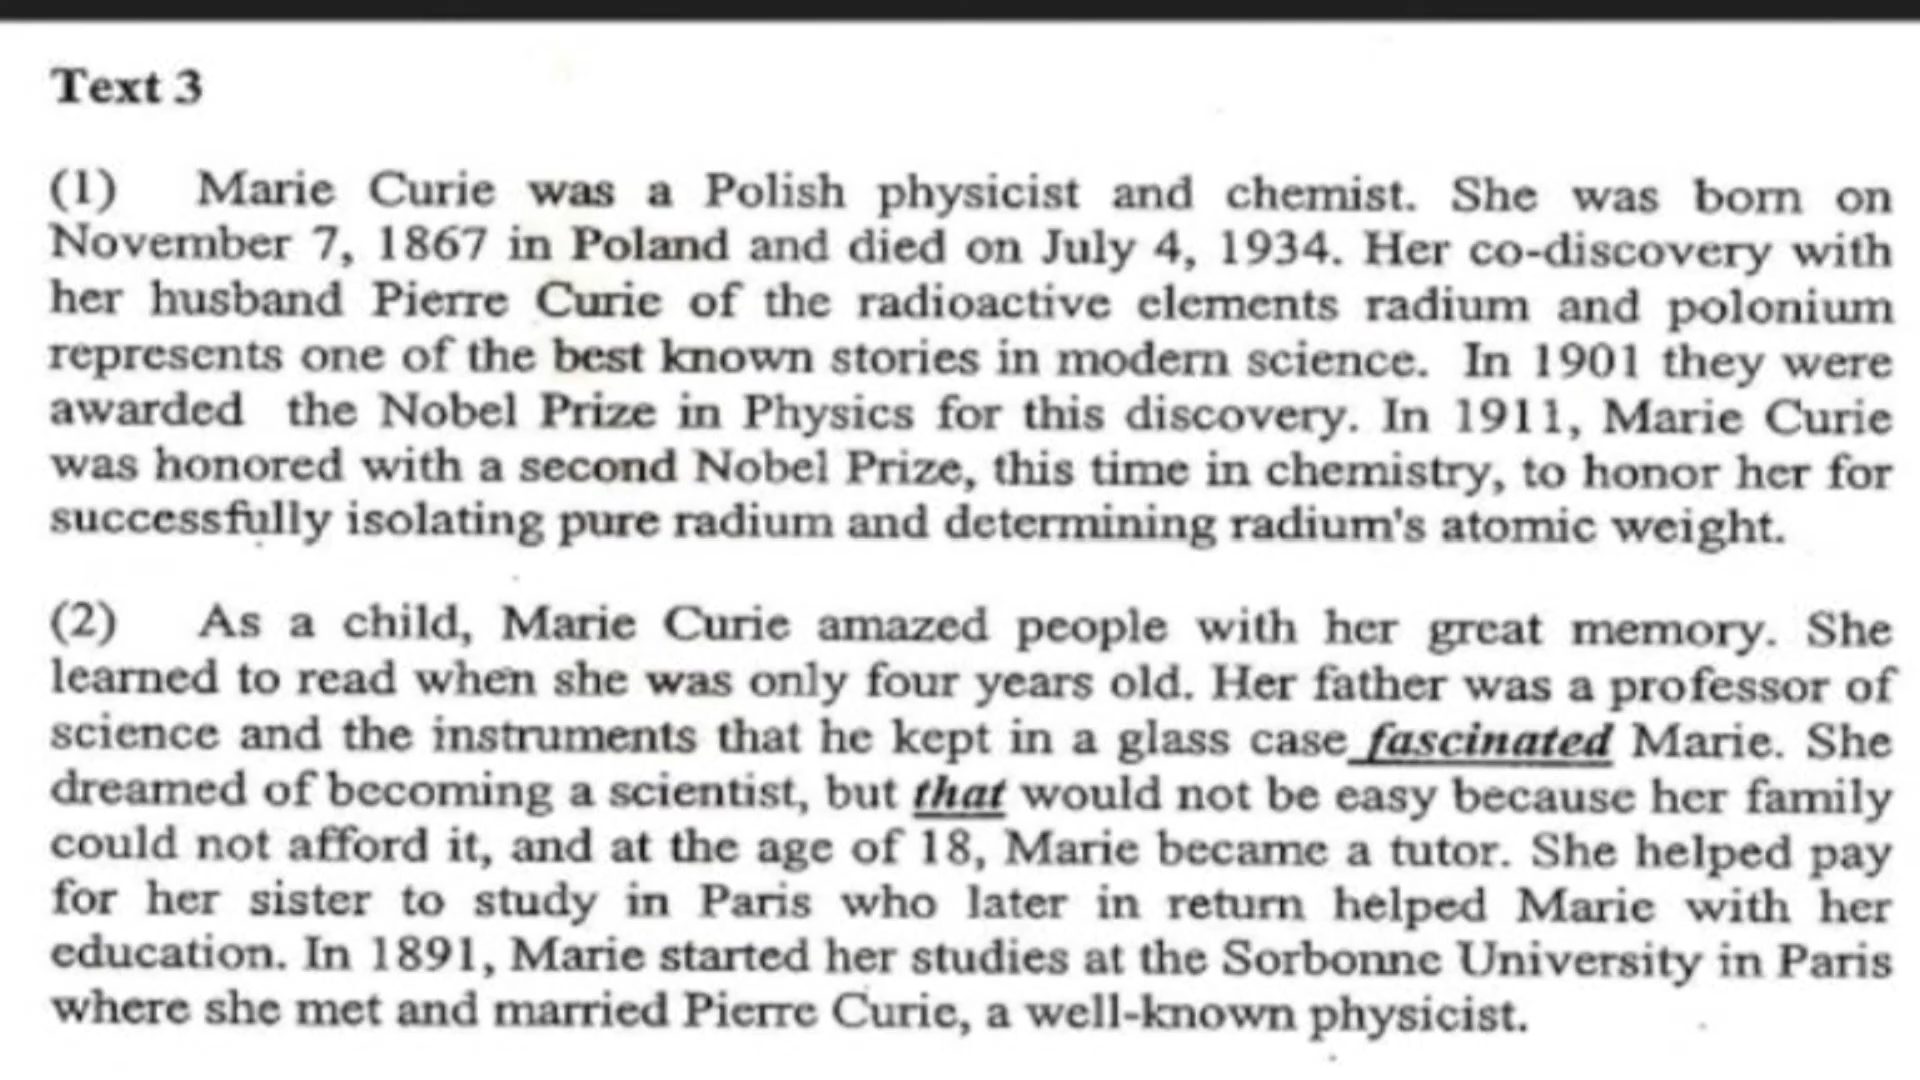 Text 3
(1) Marie Curie was a Polish physicist and chemist. She was born on
November 7, 1867 in Poland and died on July 4, 1934. Her co-discovery with
her husband Pierre Curie of the radioactive elements radium and polonium
represents one of the best known stories in modern science. In 1901 they were
awarded the Nobel Prize in Physics for this discovery. In 1911, Marie Curie
was honored with a second Nobel Prize, this time in chemistry, to honor her for
successfully isolating pure radium and determining radium's atomic weight.
(2) As a child, Marie Curie amazed people with her great memory. She
learned to read when she was only four years old. Her father was a professor of
science and the instruments that he kept in a glass case fascinated Marie. She
dreamed of becoming a scientist, but that would not be easy because her family
could not afford it, and at the age of 18, Marie became a tutor. She helped pay
for her sister to study in Paris who later in return helped Marie with her
education. In 1891, Marie started her studies at the Sorbonne University in Paris
where she met and married Pierre Curie, a well-known physicist.